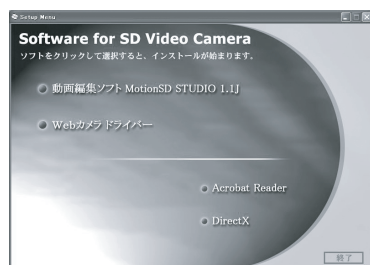 Setup Menu
Software for SD Video Camera
ソフトをクリックして選択すると、インストールが始まります。
動画編集ソフト MotionSD STUDIO 1.1J
Webカメラ ドライバー
Acrobat Reader
DirectX
終了